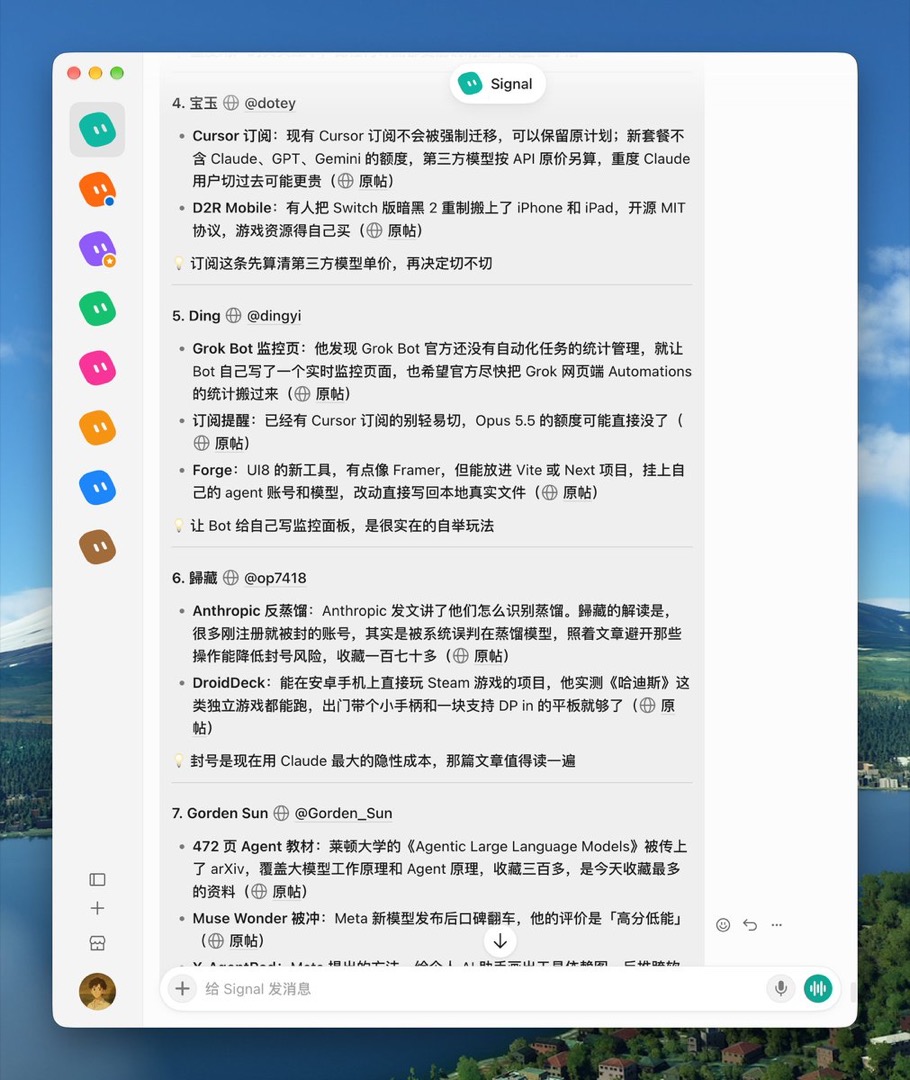 Signal
4. 宝玉 @dotey
Cursor 订阅：现有 Cursor 订阅不会被强制迁移，可以保留原计划；新套餐不
含 Claude、GPT、Gemini 的额度，第三方模型按 API 原价另算，重度 Claude
用户切过去可能更贵（ 原帖）
D2R Mobile：有人把 Switch 版暗黑 2 重制搬上了 iPhone 和 iPad，开源 MIT
协议，游戏资源得自己买（ 原帖）
💡 订阅这条先算清第三方模型单价，再决定切不切
5. Ding @dingyi
Grok Bot 监控页：他发现 Grok Bot 官方还没有自动化任务的统计管理，就让
Bot 自己写了一个实时监控页面，也希望官方尽快把 Grok 网页端 Automations
的统计搬过来（ 原帖）
订阅提醒：已经有 Cursor 订阅的别轻易切，Opus 5.5 的额度可能直接没了（
原帖）
Forge：UI8 的新工具，有点像 Framer，但能放进 Vite 或 Next 项目，挂上自
己的 agent 账号和模型，改动直接写回本地真实文件（ 原帖）
💡 让 Bot 给自己写监控面板，是很实在的自举玩法
6. 歸藏 @op7418
Anthropic 反蒸馏：Anthropic 发文讲了他们怎么识别蒸馏。歸藏的解读是，
很多刚注册就被封的账号，其实是被系统误判在蒸馏模型，照着文章避开那些
操作能降低封号风险，收藏一百七十多（ 原帖）
DroidDeck：能在安卓手机上直接玩 Steam 游戏的项目，他实测《哈迪斯》这
类独立游戏都能跑，出门带个小手柄和一块支持 DP in 的平板就够了（ 原
帖）
💡 封号是现在用 Claude 最大的隐性成本，那篇文章值得读一遍
7. Gorden Sun @Gorden_Sun
472 页 Agent 教材：莱顿大学的《Agentic Large Language Models》被传上
了 arXiv，覆盖大模型工作原理和 Agent 原理，收藏三百多，是今天收藏最多
的资料（ 原帖）
Muse Wonder 被冲：Meta 新模型发布后口碑翻车，他的评价是「高分低能」
（ 原帖）
给 Signal 发消息